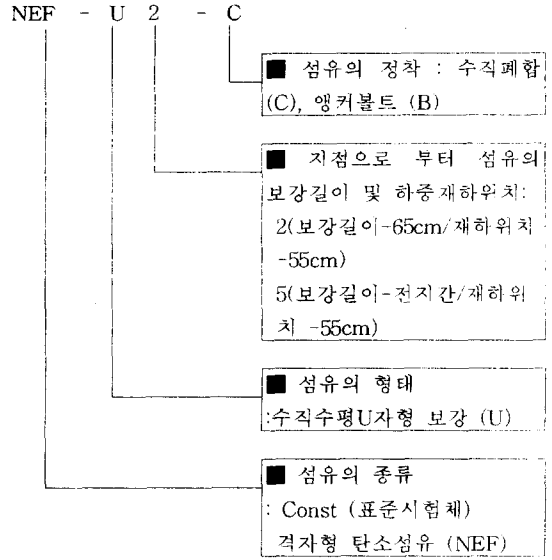 NEF - U 2 - C
■ 섬유의 정착 : 수직폐합
(C), 앵커볼트 (B)
■ 지점으로 부터 섬유의
보강길이 및 하중재하위치:
2(보강길이-65cm/재하위치
-55cm)
5(보강길이-전지간/재하위
치 -55cm)
■ 섬유의 형태
:수직수평U자형 보강 (U)
■ 섬유의 종류
: Const (표준시험체)
격자형 탄소섬유 (NEF)